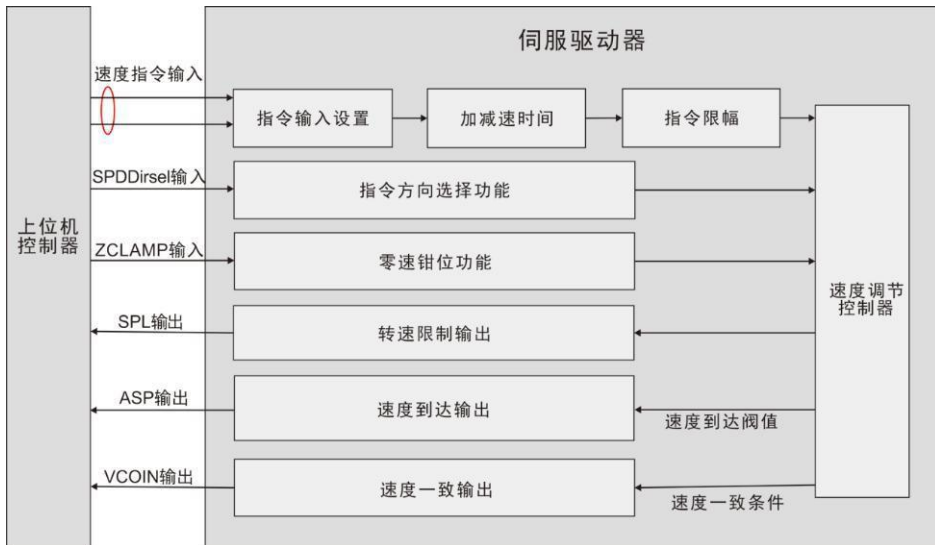 伺服驱动器
速度指令输入
指令输入设置
加减速时间
指令限幅
SPDDirsel输入
指令方向选择功能
上位机
控制器
ZCLAMP输入
零速钳位功能
速度调节
控制器
SPL输出
转速限制输出
ASP输出
速度到达输出
速度到达阀值
VCOIN输出
速度一致输出
速度一致条件